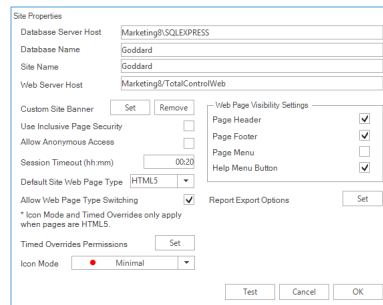 Site Properties
Database Server Host Marketing8\SQLEXPRESS
Database Name Goddard
Site Name Goddard
Web Server Host Marketing8/TotalControlWeb
Custom Site Banner Set Remove
Use Inclusive Page Security
Allow Anonymous Access
Session Timeout (hh:mm) 00:20
Default Site Web Page Type HTML5
Allow Web Page Type Switching
* Icon Mode and Timed Overrides only apply
when pages are HTML5.
Timed Overrides Permissions Set
Icon Mode Minimal
Web Page Visibility Settings
Page Header
Page Footer
Page Menu
Help Menu Button
Report Export Options Set
Test Cancel OK